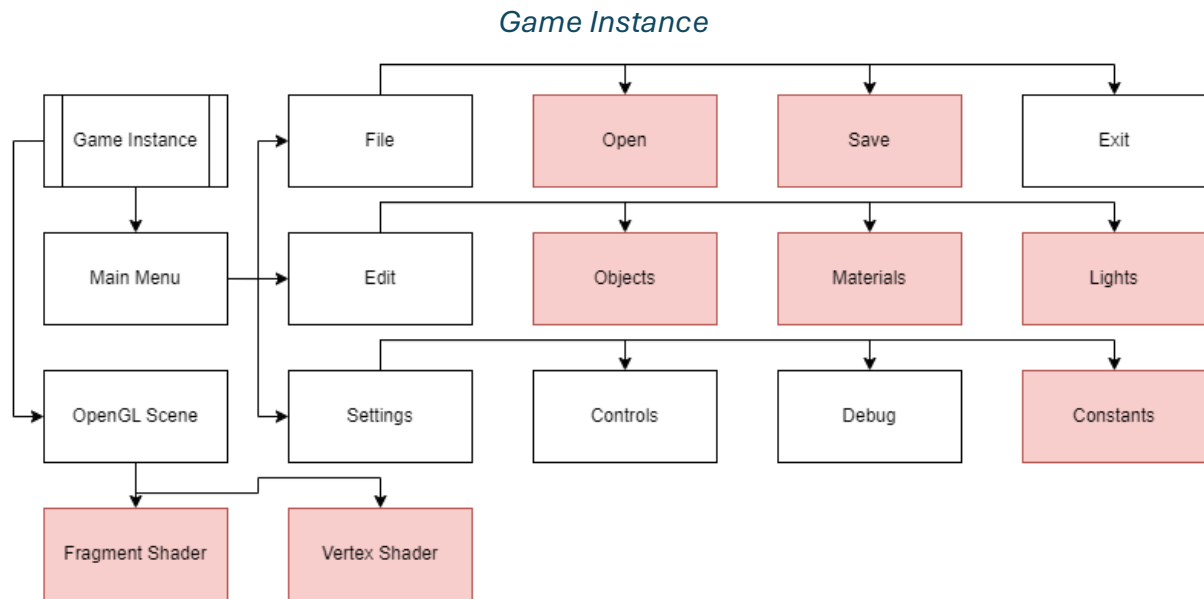 Game Instance
Game Instance
File
Open
Save
Exit
Main Menu
Edit
Objects
Materials
Lights
OpenGL Scene
Settings
Controls
Debug
Constants
Fragment Shader
Vertex Shader